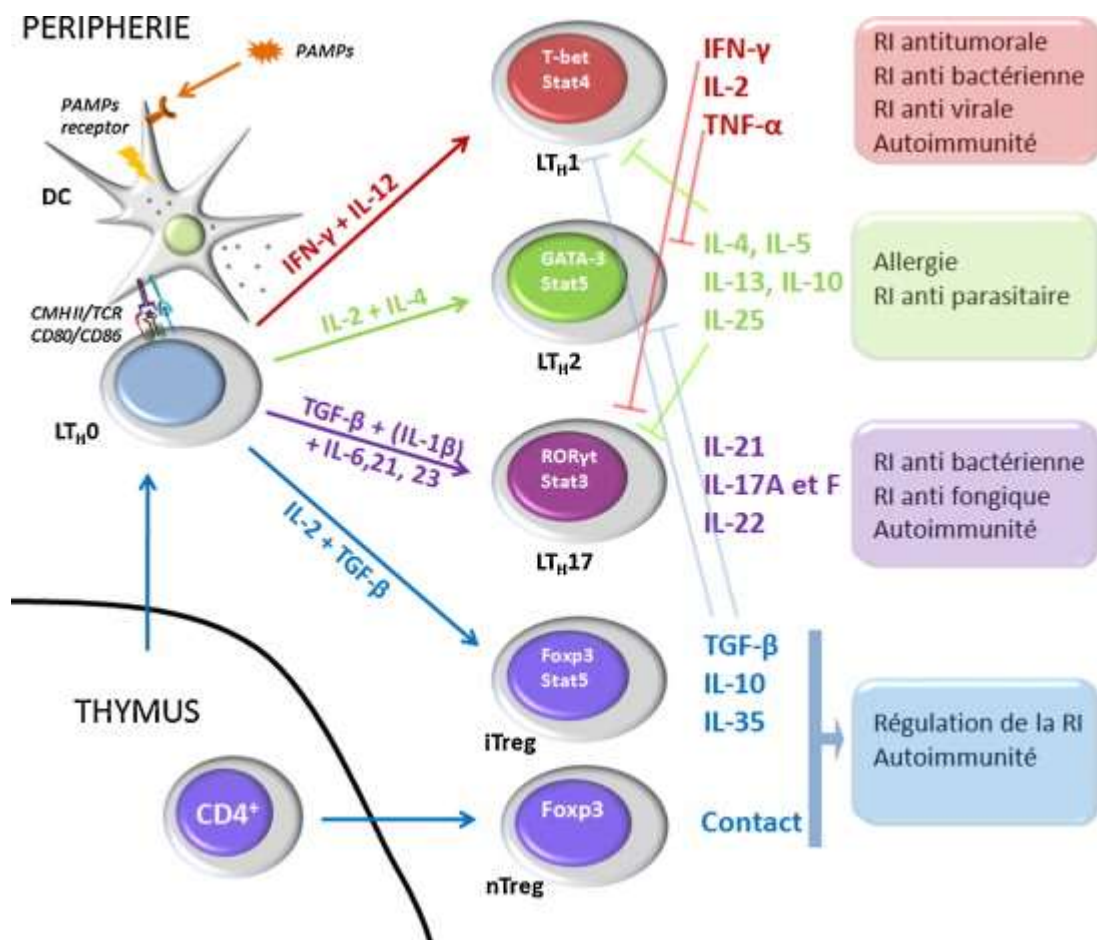 PERIPHERIE
PAMPs
PAMPs
receptor
DC
CMHII/TCR
CD80/CD86
LTH0
IFN-γ + IL-12
IL-2 + IL-4
TGF-β + (IL-1β)
+ IL-6,21, 23
IL-2 + TGF-β
THYMUS
CD4⁺
T-bet
Stat4
LTH1
GATA-3
Stat5
LTH2
RORγt
Stat3
LTH17
Foxp3
Stat5
iTreg
Foxp3
nTreg
IFN-γ
IL-2
TNF-α
IL-4, IL-5
IL-13, IL-10
IL-25
IL-21
IL-17A et F
IL-22
TGF-β
IL-10
IL-35
Contact
RI antitumorale
RI anti bactérienne
RI anti virale
Autoimmunité
Allergie
RI anti parasitaire
RI anti bactérienne
RI anti fongique
Autoimmunité
Régulation de la RI
Autoimmunité